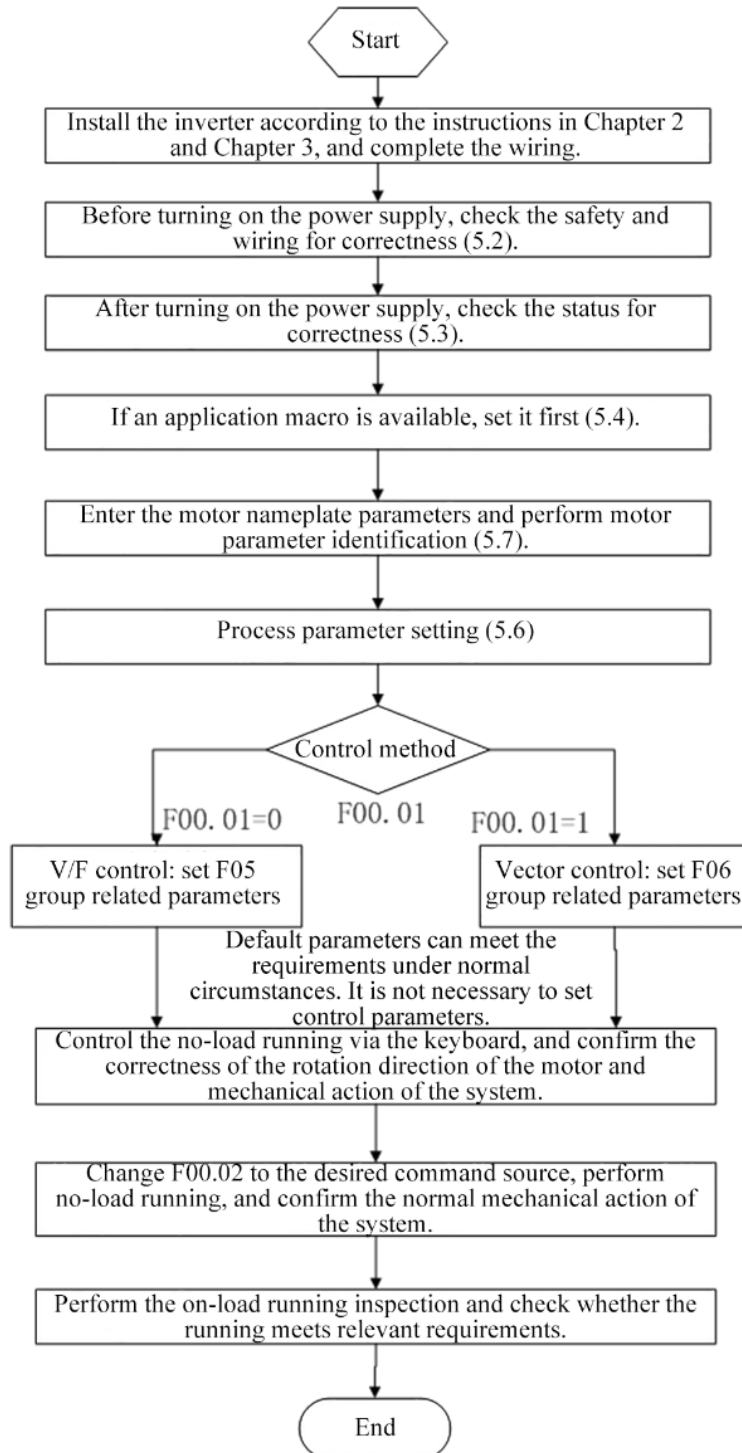 Start
Install the inverter according to the instructions in Chapter 2
and Chapter 3, and complete the wiring.
Before turning on the power supply, check the safety and
wiring for correctness (5.2).
After turning on the power supply, check the status for
correctness (5.3).
If an application macro is available, set it first (5.4).
Enter the motor nameplate parameters and perform motor
parameter identification (5.7).
Process parameter setting (5.6)
Control method
F00.01=0
F00.01
F00.01=1
V/F control: set F05
group related parameters
Vector control: set F06
group related parameters
Default parameters can meet the
requirements under normal
circumstances. It is not necessary to set
control parameters.
Control the no-load running via the keyboard, and confirm the
correctness of the rotation direction of the motor and
mechanical action of the system.
Change F00.02 to the desired command source, perform
no-load running, and confirm the normal mechanical action of
the system.
Perform the on-load running inspection and check whether the
running meets relevant requirements.
End